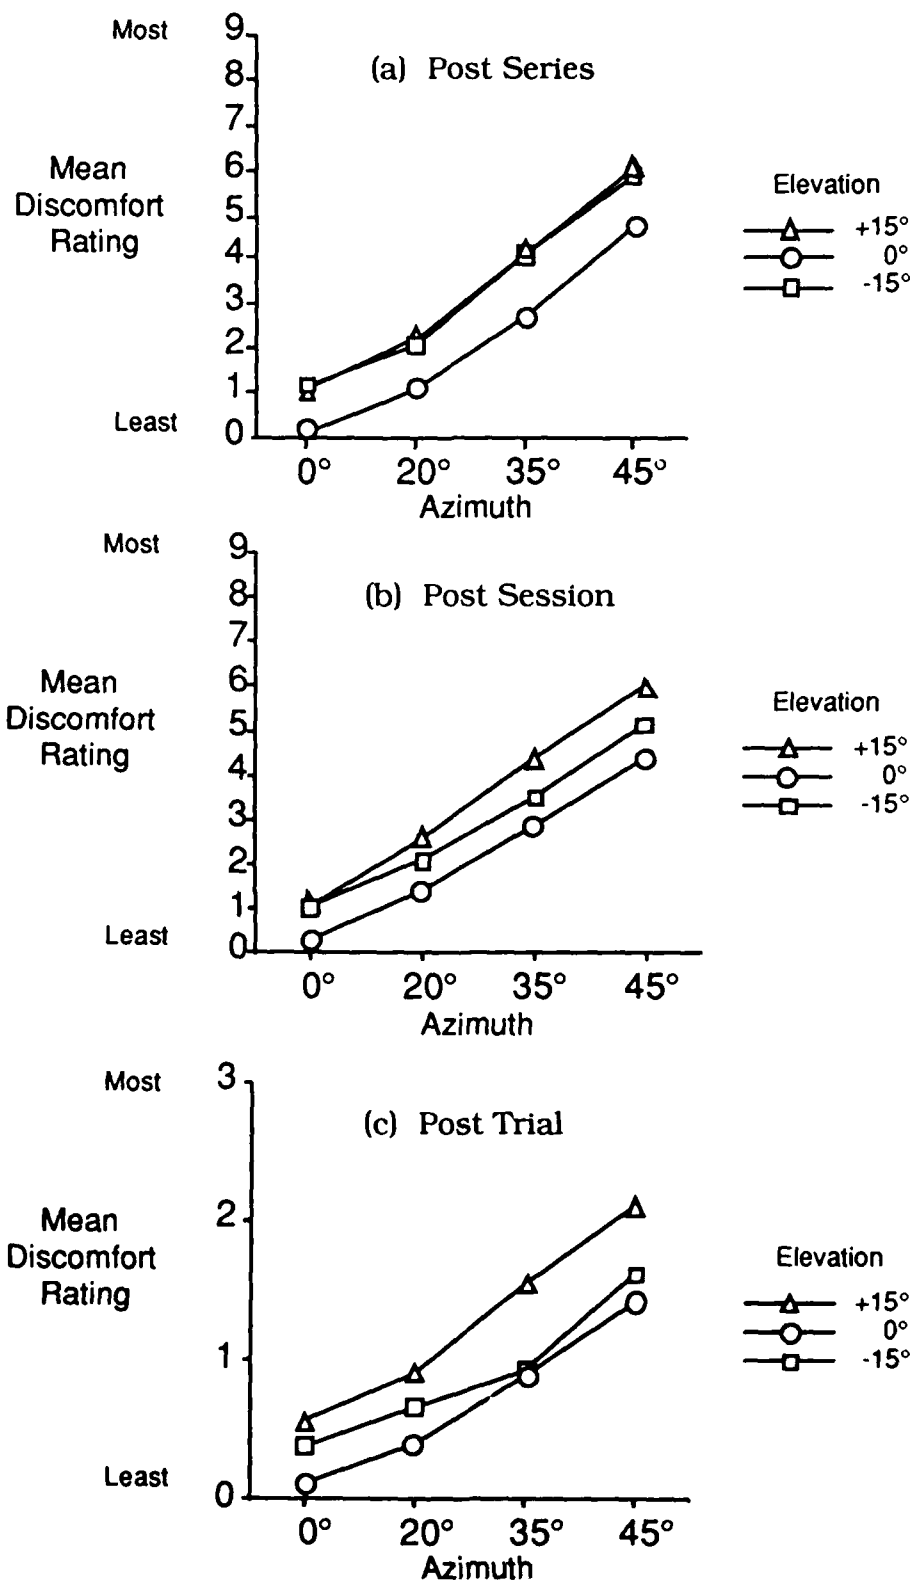 Most 9
(a) Post Series
8
7
Mean
Discomfort
Rating
6
5
4
3
2
1
Least 0
Elevation
+15°
0°
-15°
0° 20° 35° 45°
Azimuth
Most 9
(b) Post Session
8
7
Mean
Discomfort
Rating
6
5
4
3
2
1
Least 0
Elevation
+15°
0°
-15°
0° 20° 35° 45°
Azimuth
Most 3
(c) Post Trial
Mean
Discomfort
Rating
2
1
Least 0
Elevation
+15°
0°
-15°
0° 20° 35° 45°
Azimuth